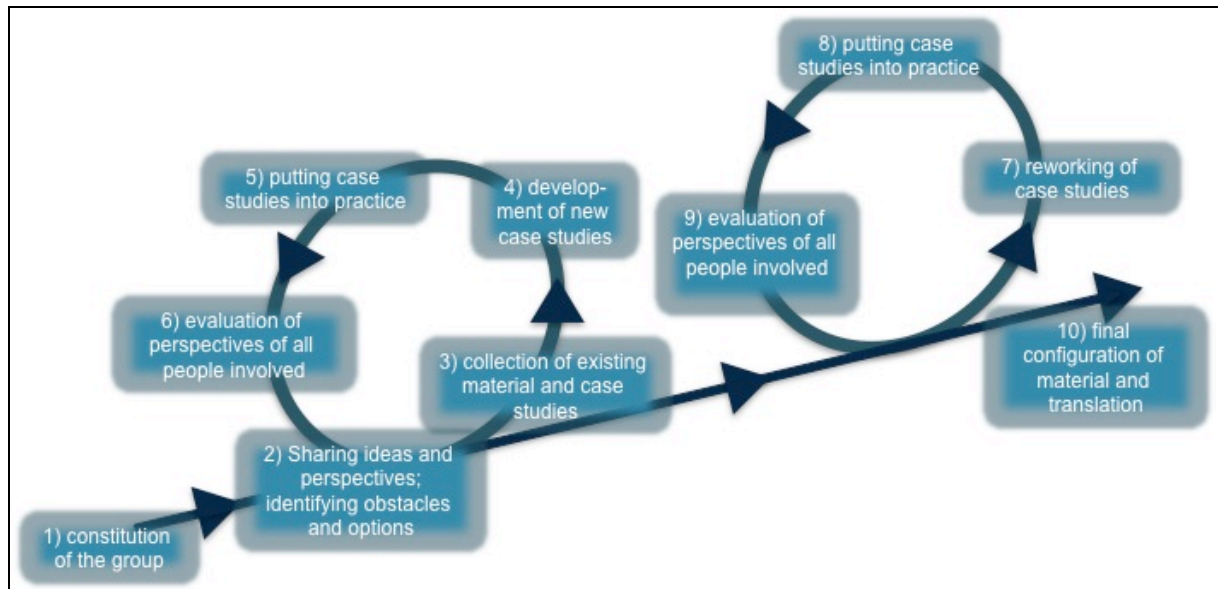 1) constitution
of the group
2) Sharing ideas and
perspectives;
identifying obstacles
and options
3) collection of existing
material and case
studies
4) develop-
ment of new
case studies
5) putting case
studies into practice
6) evaluation of
perspectives of all
people involved
7) reworking of
case studies
8) putting case
studies into practice
9) evaluation of
perspectives of all
people involved
10) final
configuration of
material and
translation